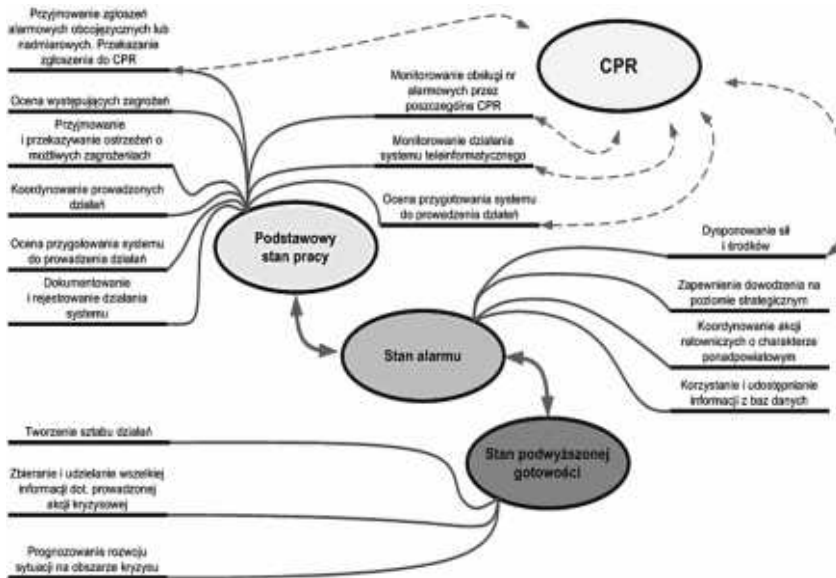 Przyjmowanie zgłoszeń
alarmowych obcojęzycznych lub
nadmiarowych. Przekazanie
zgłoszenia do CPR
Ocena występujących zagrożeń
Przyjmowanie
i przekazywanie ostrzeżeń o
możliwych zagrożeniach
Koordynowanie prowadzonych
działań
Ocena przygotowania systemu
do prowadzenia działań
Dokumentowanie
i rejestrowanie działania
systemu
CPR
Monitorowanie obsługi nr
alarmowych przez
poszczególne CPR
Monitorowanie działania
systemu teleinformatycznego
Ocena przygotowania systemu
do prowadzenia działań
Podstawowy
stan pracy
Dysponowanie sił
i środków
Zapewnienie dowodzenia na
poziomie strategicznym
Koordynowanie akcji
ratowniczych o charakterze
ponadpowiatowym
Korzystanie i udostępnianie
informacji z baz danych
Stan alarmu
Stan podwyższonej
gotowości
Tworzenie sztabu działań
Zbieranie i udzielanie wszelkiej
informacji dot. prowadzonej
akcji kryzysowej
Prognozowanie rozwoju
sytuacji na obszarze kryzysu